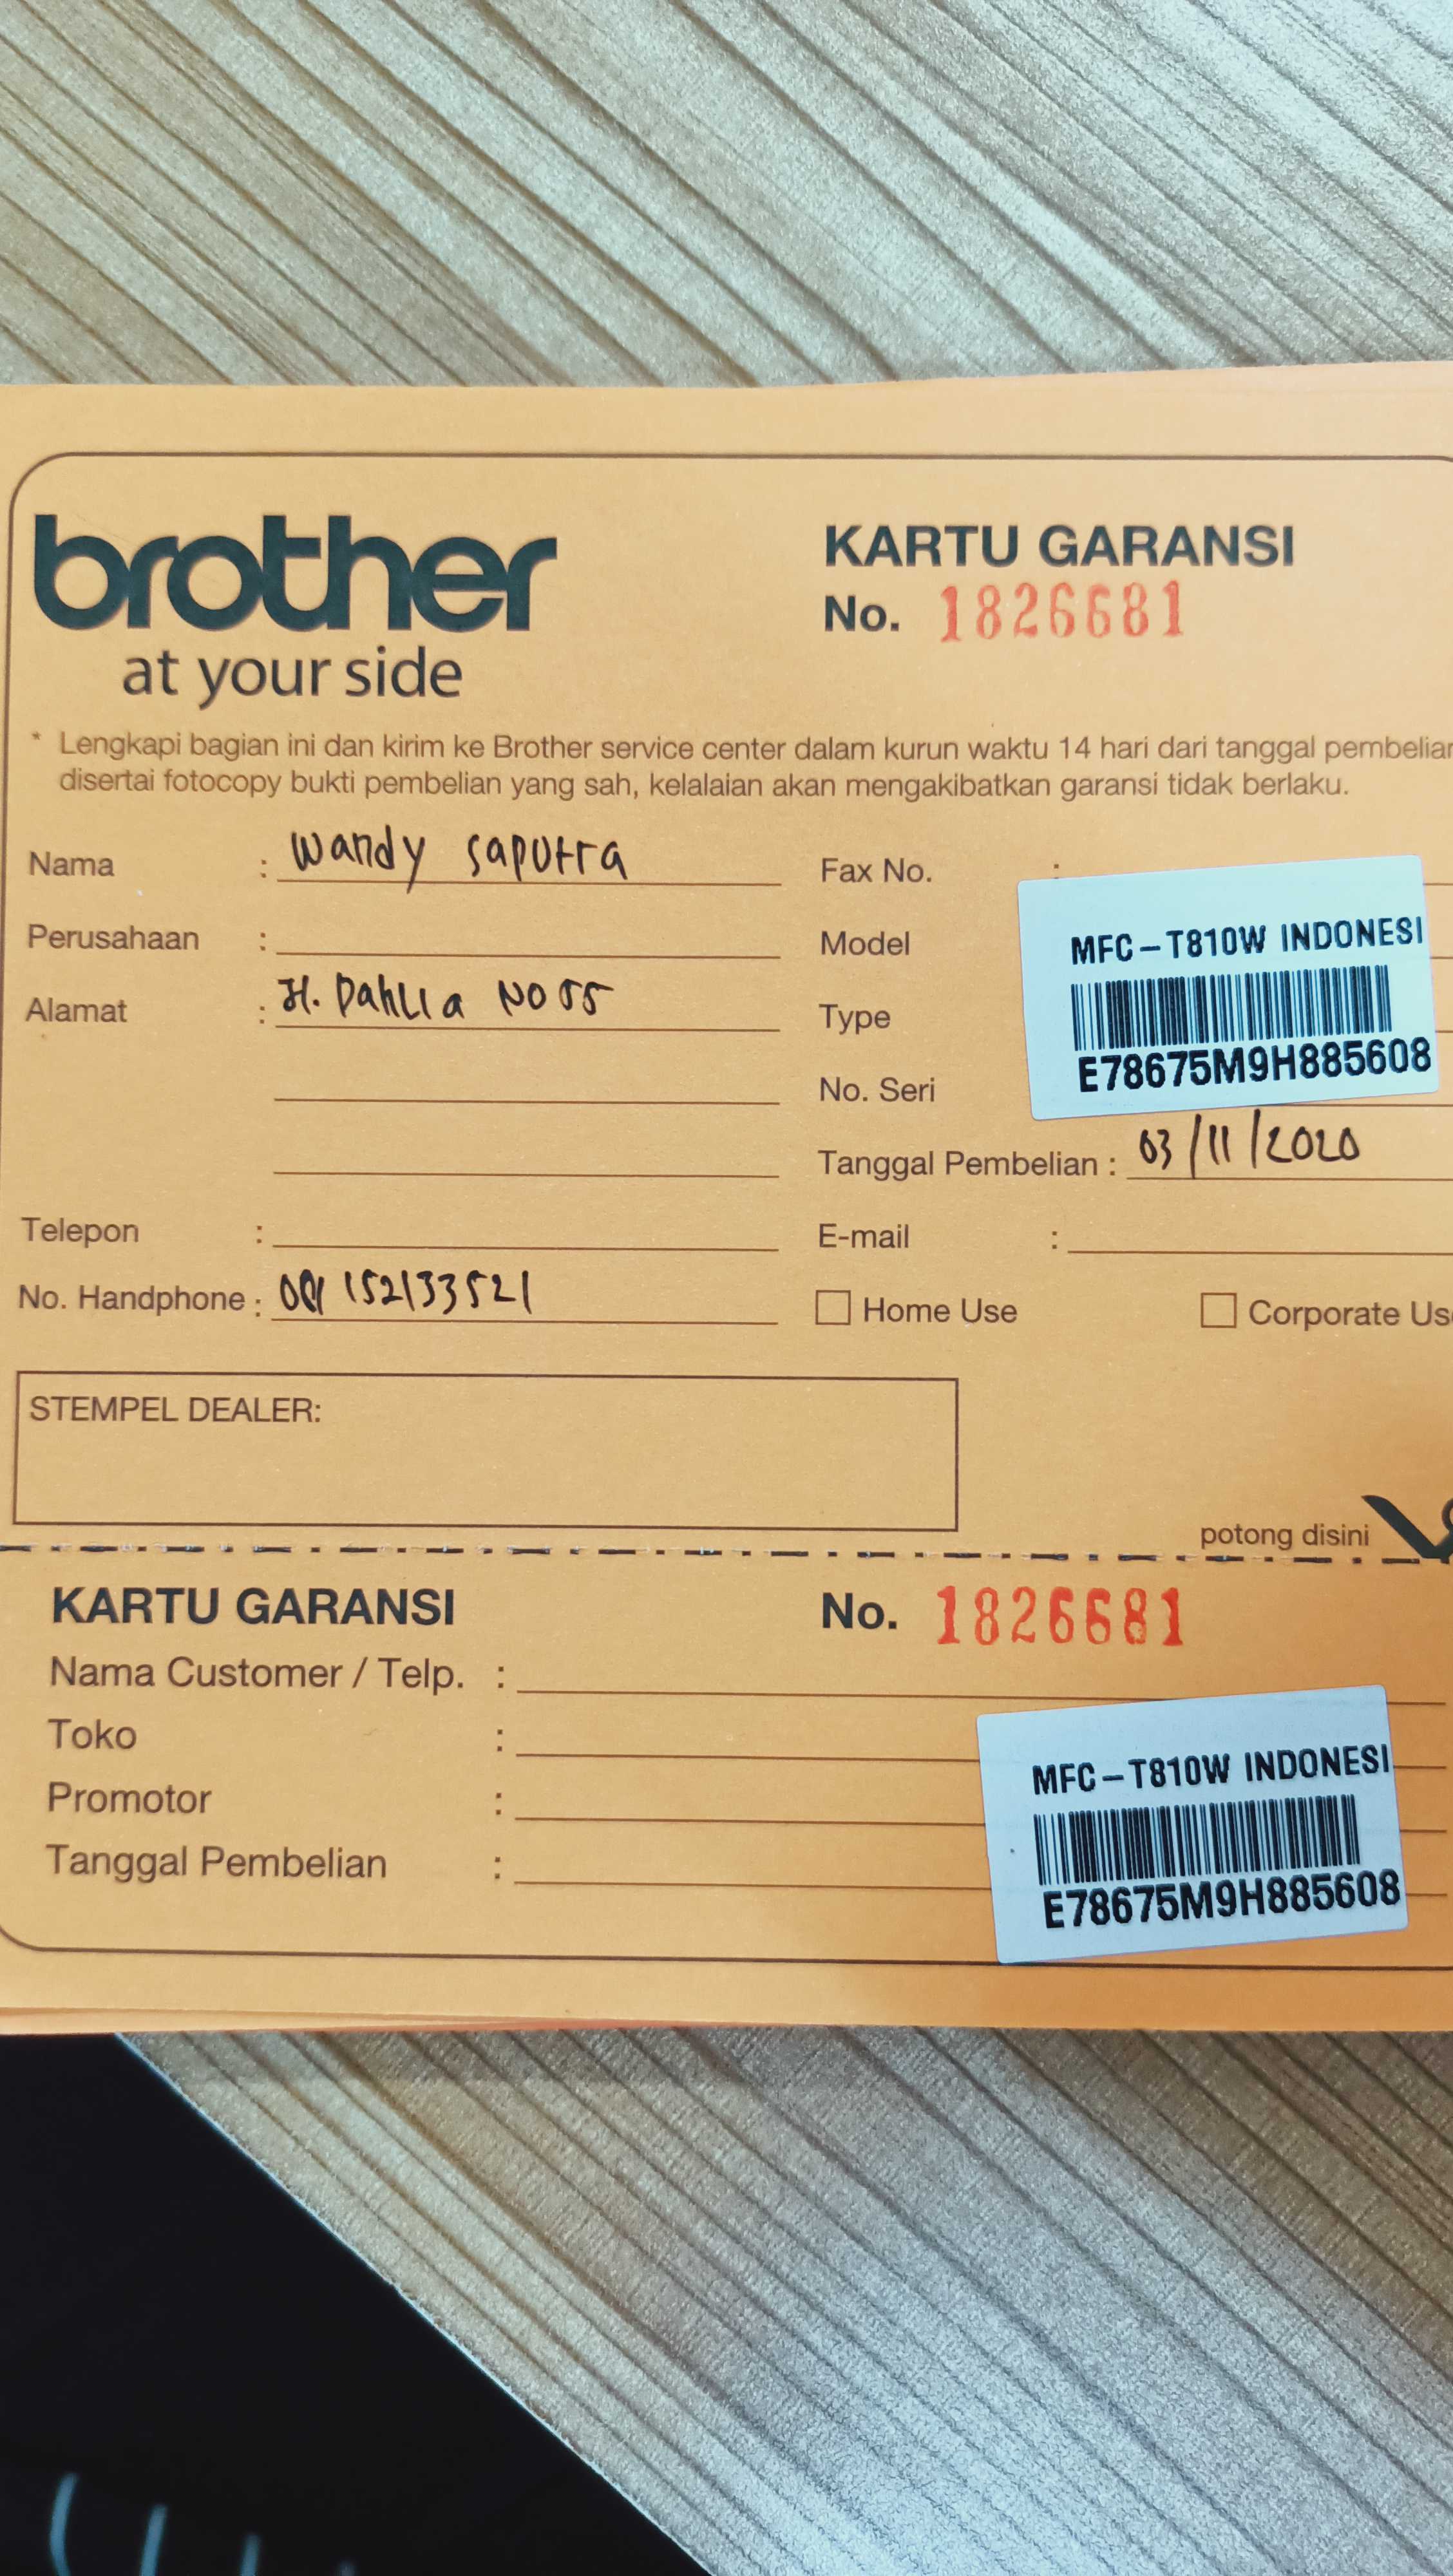 brother
at your side
KARTU GARANSI
No. 1826681
* Lengkapi bagian ini dan kirim ke Brother service center dalam kurun waktu 14 hari dari tanggal pembelian
disertai fotocopy bukti pembelian yang sah, kelalaian akan mengakibatkan garansi tidak berlaku.
Nama : Wandy Saputra
Perusahaan :
Alamat : Jl. Dahlia No 55
Telepon :
No. Handphone :
Fax No. :
Model
Type
No. Seri
MFC-T810W INDONESI
E78675M9H885608
Tanggal Pembelian : 03/11/2020
E-mail :
Home Use
Corporate Us
STEMPEL DEALER:
potong disini
KARTU GARANSI
No. 1826681
Nama Customer / Telp. :
Toko :
Promotor :
Tanggal Pembelian :
MFC-T810W INDONESI
E78675M9H885608